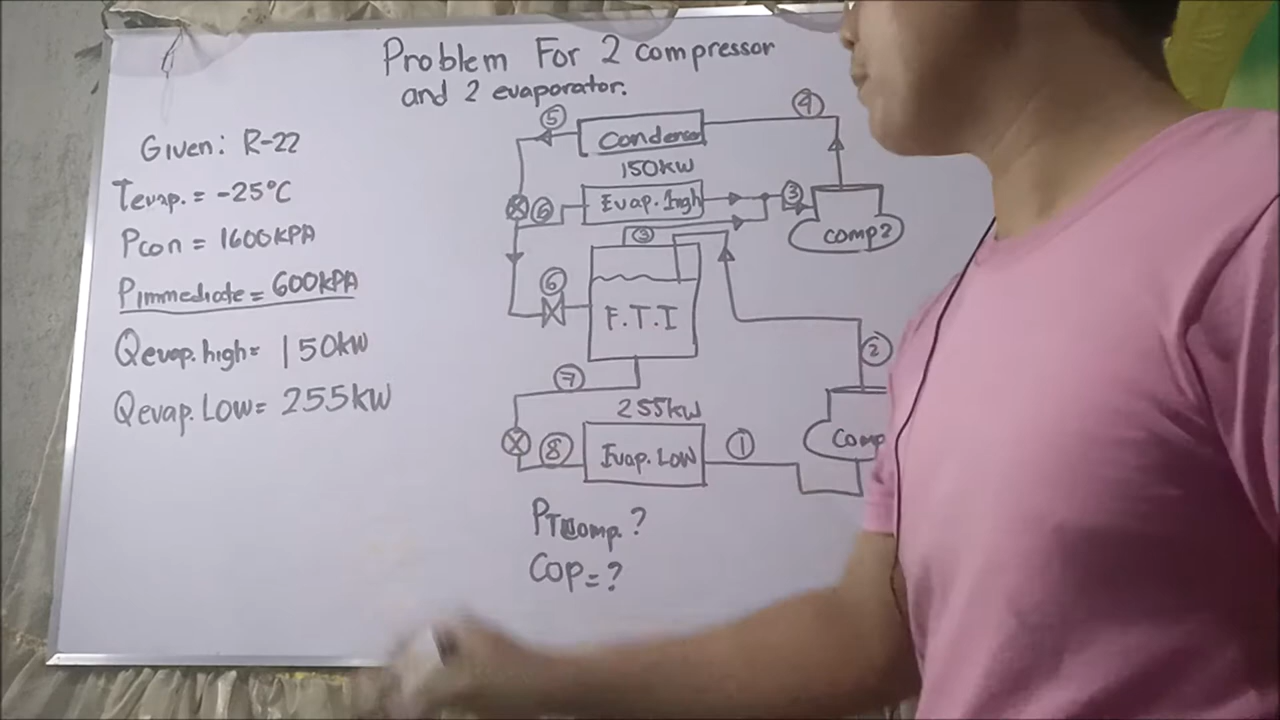 Problem For 2 compressor
and 2 evaporator.
Given: R-22
Tevap. = -25°C
Pcon = 1600KPA
Pimmediate = 600KPA
Qevap.high= 150kW
Qevap.Low= 255kW
5
Condenser
4
150kW
6
Evap.high
3
Comp2
3
6
F.T.I
2
7
255kW
8
Evap.Low
1
Comp
PTcomp.?
COP=?